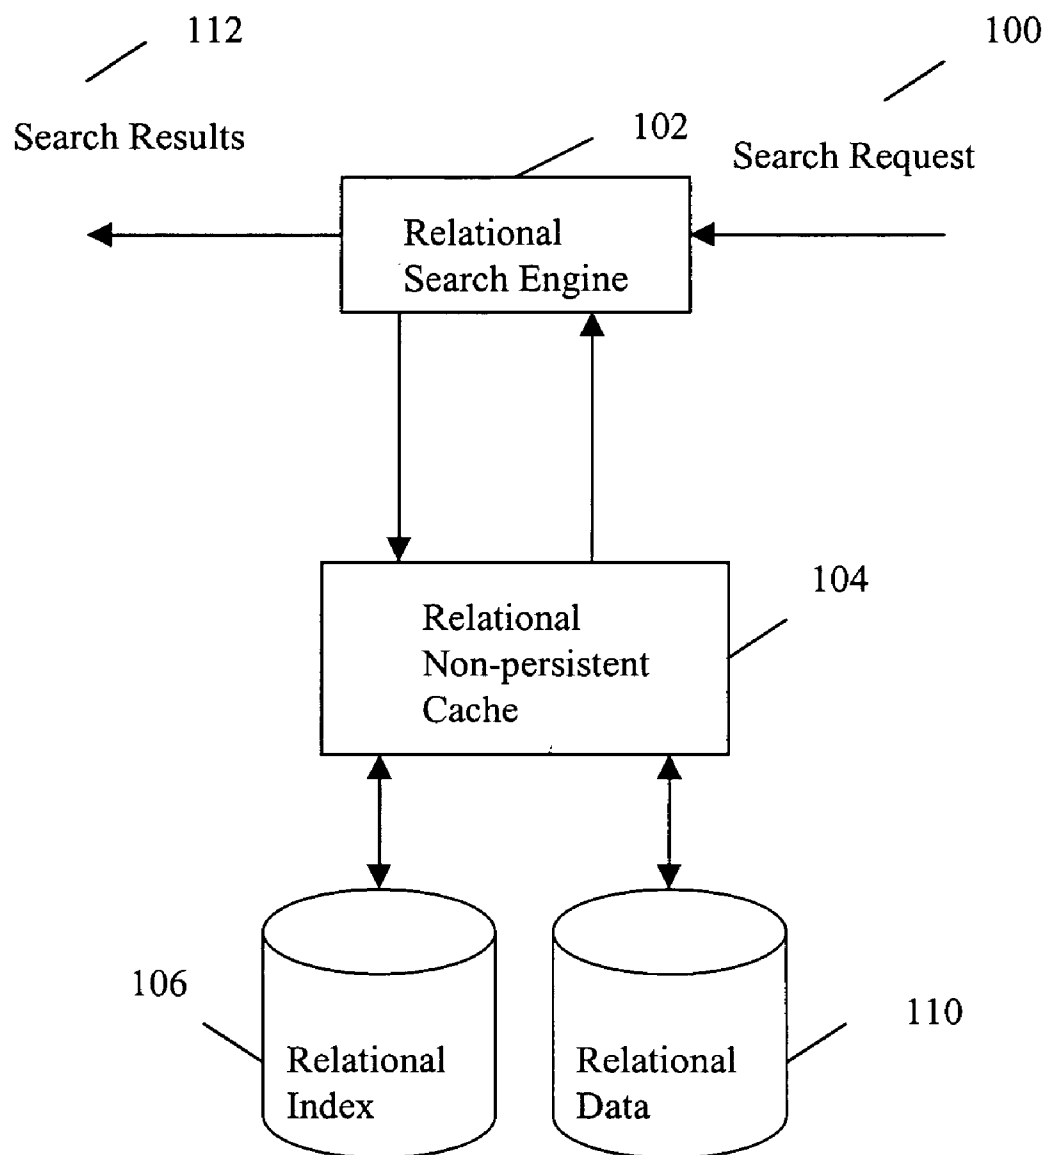 112
100
Search Results
102
Search Request
Relational
Search Engine
104
Relational
Non-persistent
Cache
106
110
Relational
Index
Relational
Data